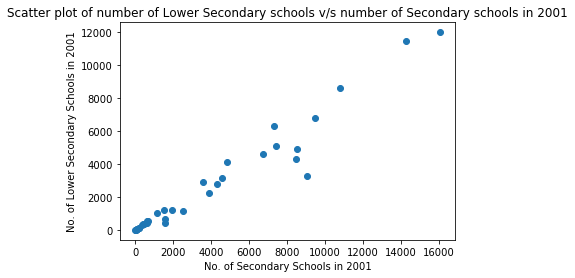 Scatter plot of number of Lower Secondary schools v/s number of Secondary schools in 2001
No. of Lower Secondary Schools in 2001
12000
10000
8000
6000
4000
2000
0
0 2000 4000 6000 8000 10000 12000 14000 16000
No. of Secondary Schools in 2001